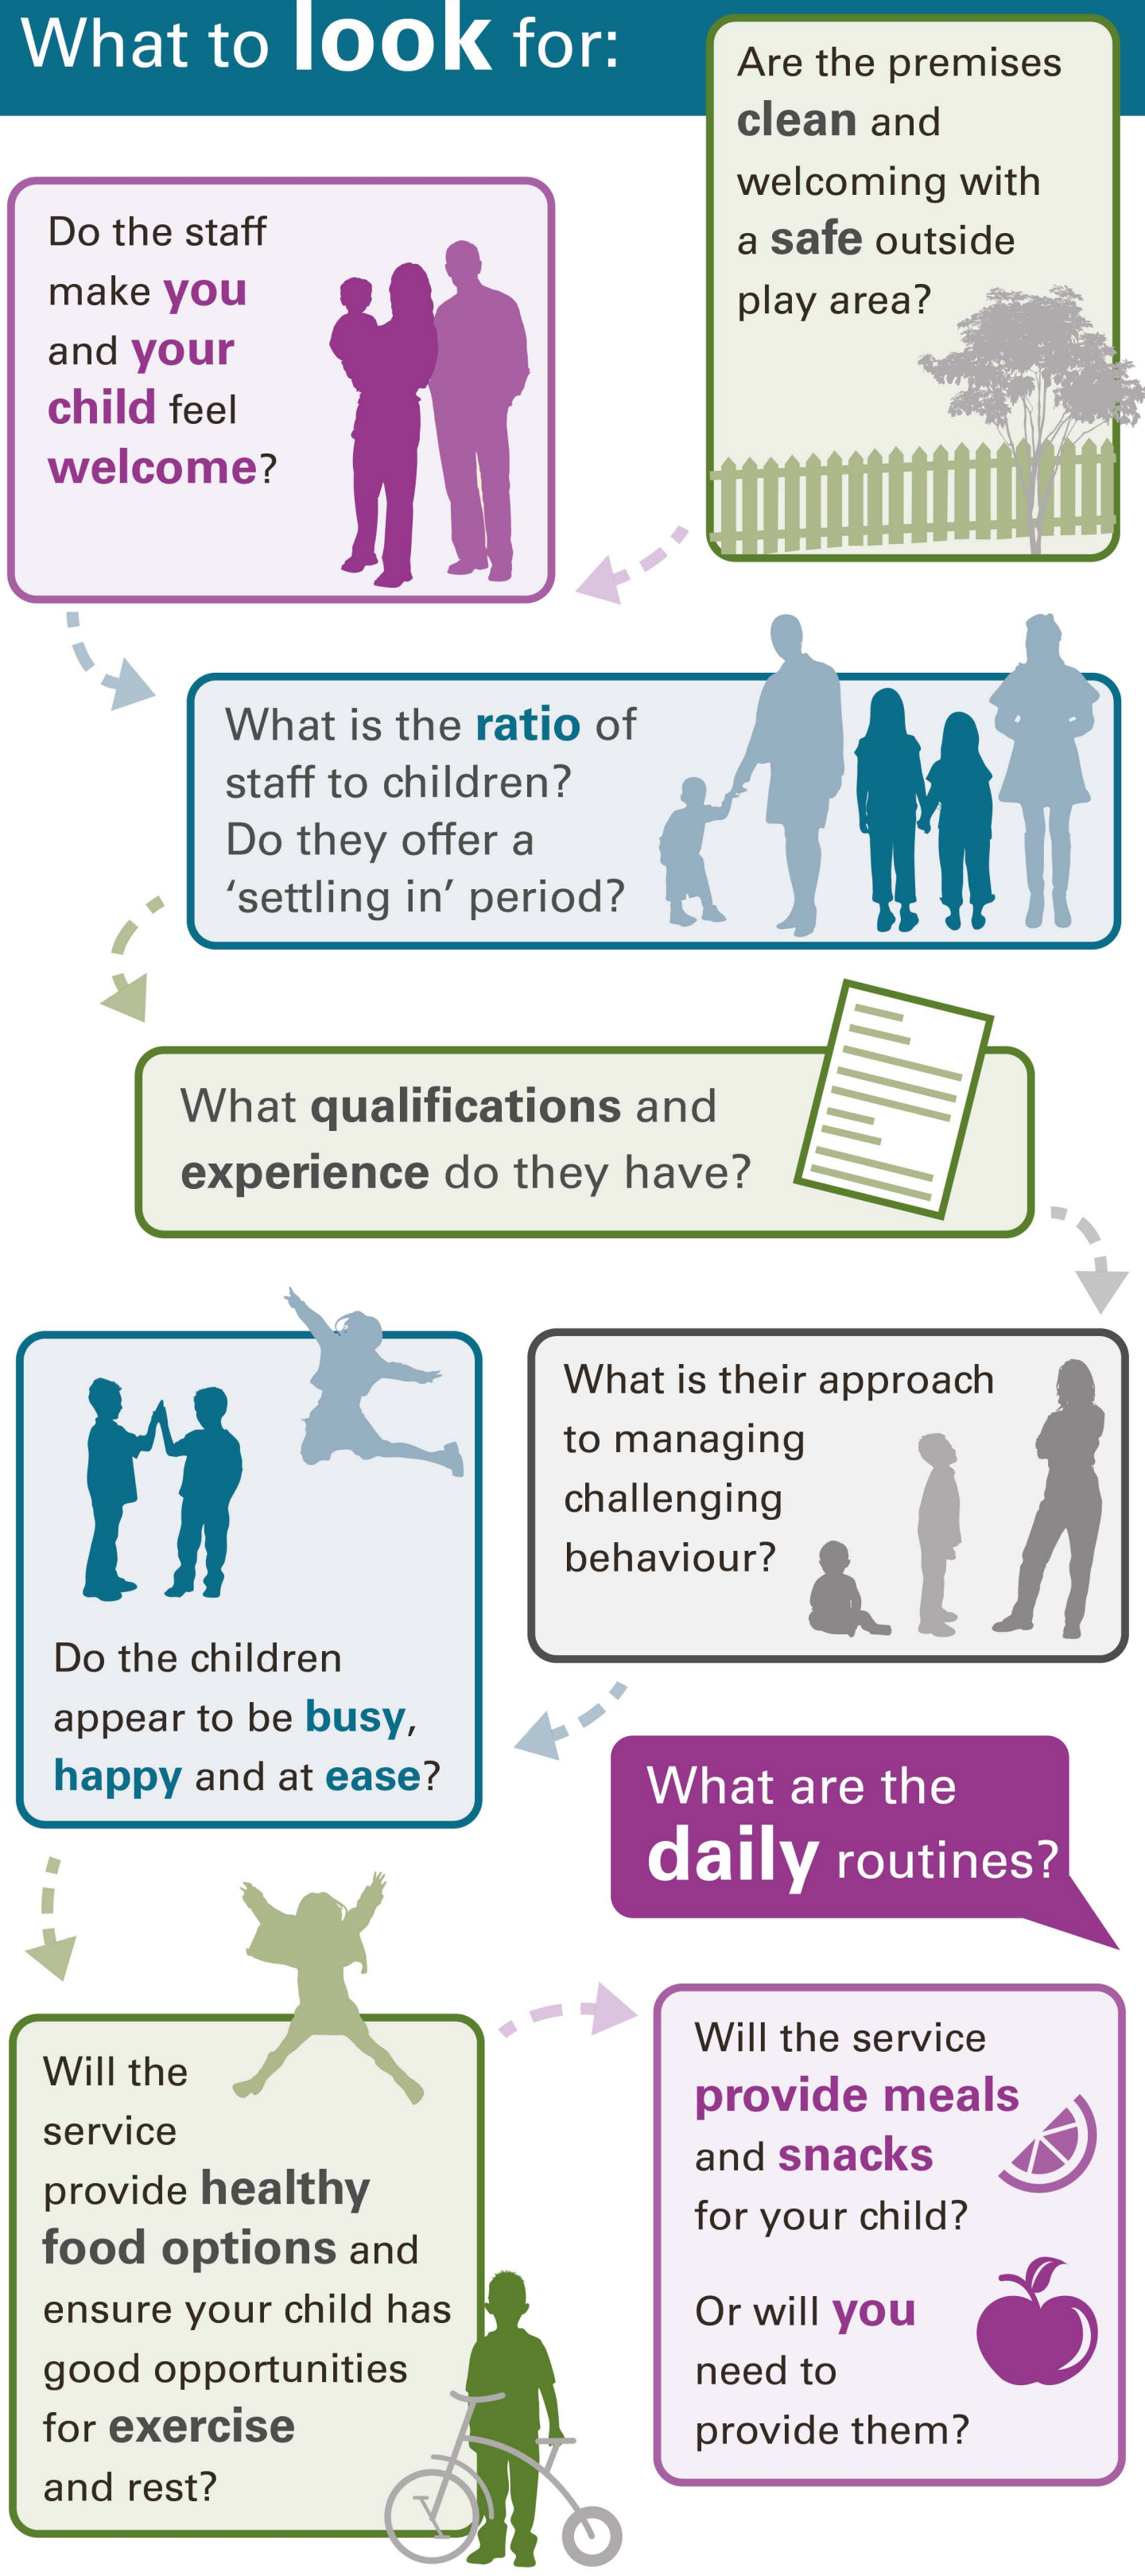 What to look for:
Are the premises
clean and
welcoming with
a safe outside
play area?
Do the staff
make you
and your
child feel
welcome?
What is the ratio of
staff to children?
Do they offer a
‘settling in’ period?
What qualifications and
experience do they have?
What is their approach
to managing
challenging
behaviour?
Do the children
appear to be busy,
happy and at ease?
What are the
daily routines?
Will the
service
provide healthy
food options and
ensure your child has
good opportunities
for exercise
and rest?
Will the service
provide meals
and snacks
for your child?
Or will you
need to
provide them?